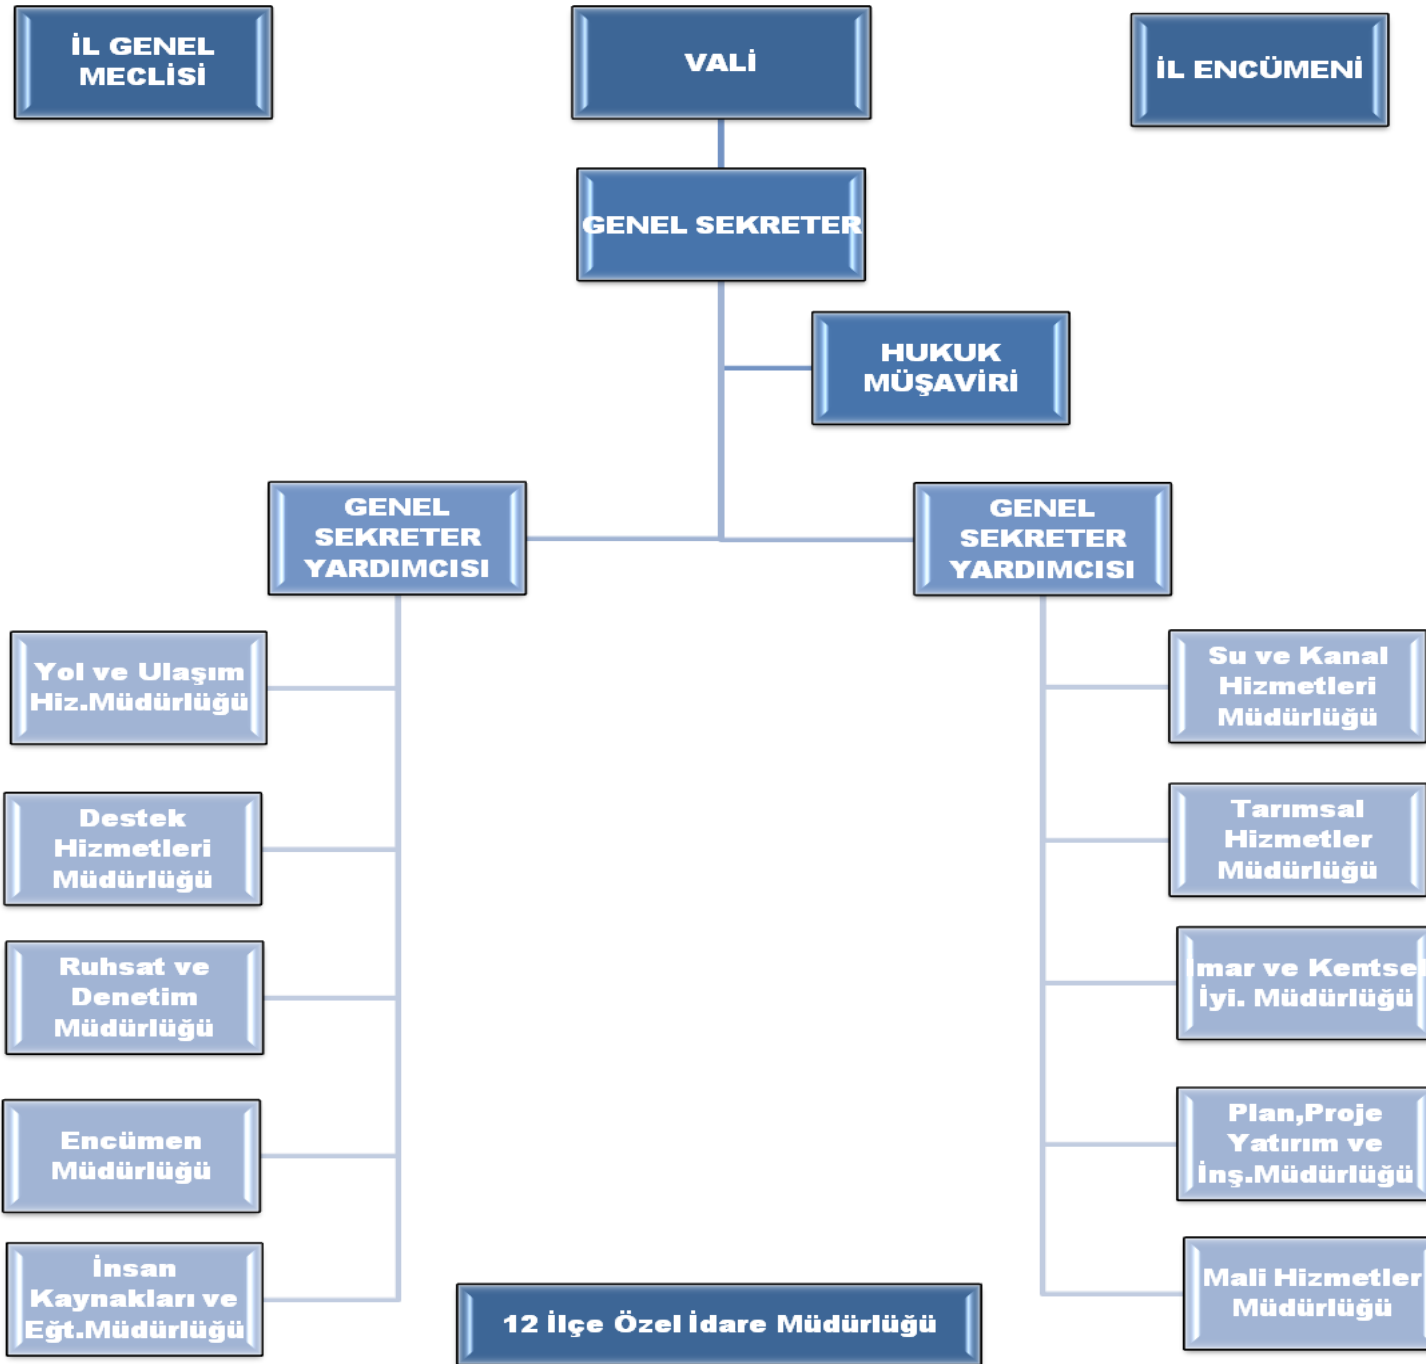 İL GENEL
MECLİSİ
VALİ
İL ENCÜMENİ
GENEL SEKRETER
HUKUK
MÜŞAVİRİ
GENEL
SEKRETER
YARDIMCISI
GENEL
SEKRETER
YARDIMCISI
Yol ve Ulaşım
Hiz.Müdürlüğü
Destek
Hizmetleri
Müdürlüğü
Ruhsat ve
Denetim
Müdürlüğü
Encümen
Müdürlüğü
İnsan
Kaynakları ve
Eğt.Müdürlüğü
Su ve Kanal
Hizmetleri
Müdürlüğü
Tarımsal
Hizmetler
Müdürlüğü
İmar ve Kentsel
İyi. Müdürlüğü
Plan,Proje
Yatırım ve
İnş.Müdürlüğü
Mali Hizmetler
Müdürlüğü
12 İlçe Özel İdare Müdürlüğü